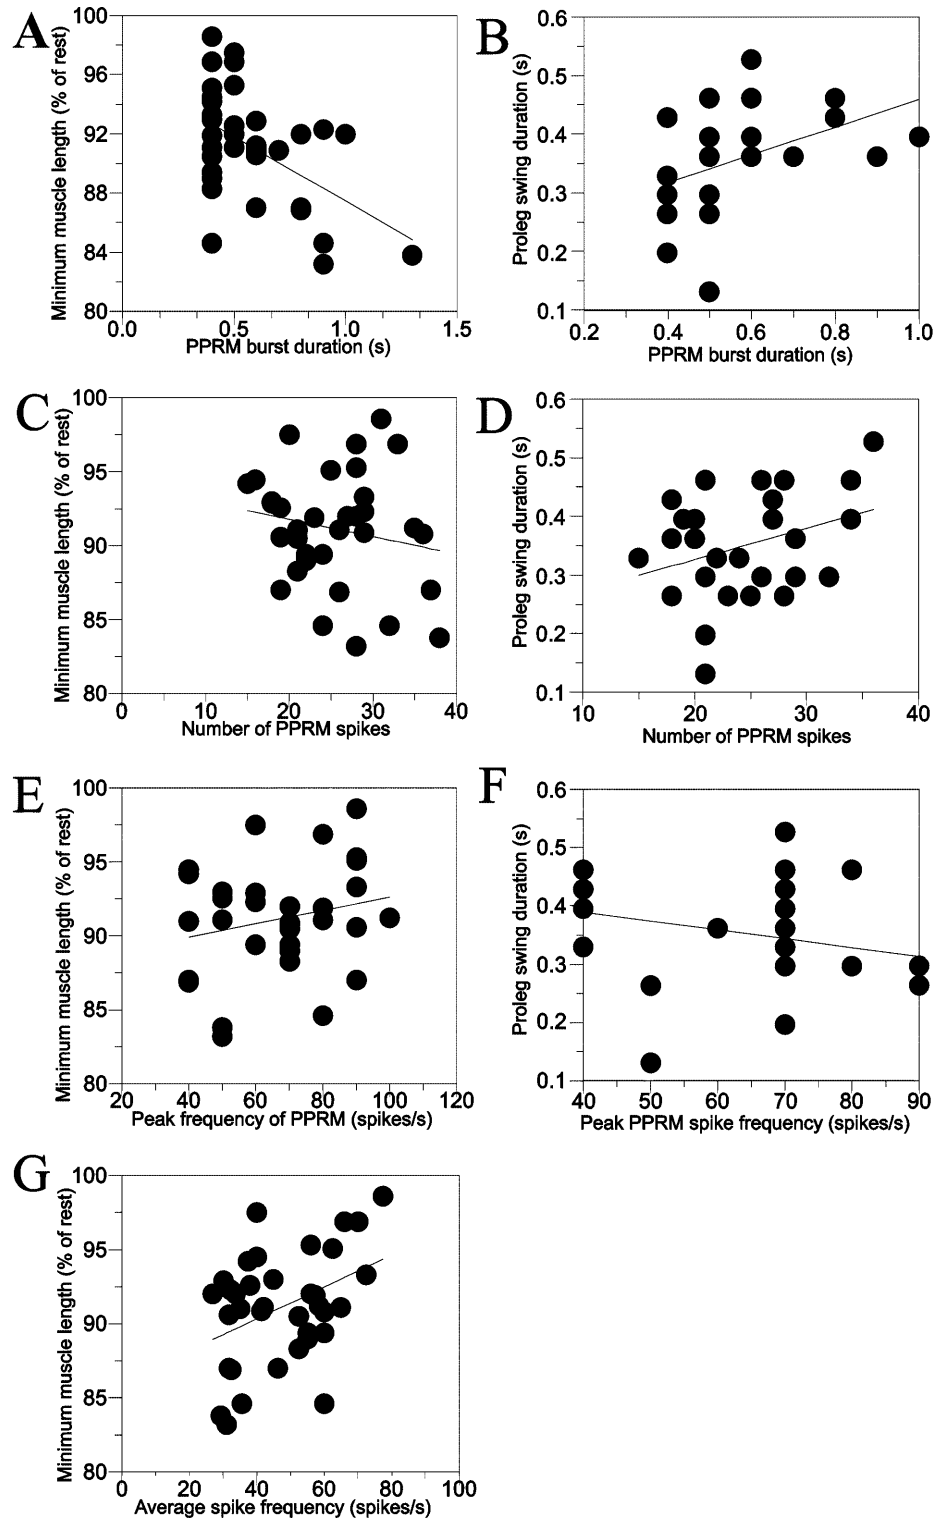 A
Minimum muscle length (% of rest)
100
96
92
88
84
80
0.0 0.5 1.0 1.5
PPRM burst duration (s)
B
Proleg swing duration (s)
0.6
0.5
0.4
0.3
0.2
0.1
0.2 0.4 0.6 0.8 1.0
PPRM burst duration (s)
C
Minimum muscle length (% of rest)
100
95
90
85
80
0 10 20 30 40
Number of PPRM spikes
D
Proleg swing duration (s)
0.6
0.5
0.4
0.3
0.2
0.1
10 20 30 40
Number of PPRM spikes
E
Minimum muscle length (% of rest)
100
95
90
85
80
20 40 60 80 100 120
Peak frequency of PPRM (spikes/s)
F
Proleg swing duration (s)
0.6
0.5
0.4
0.3
0.2
0.1
40 50 60 70 80 90
Peak PPRM spike frequency (spikes/s)
G
Minimum muscle length (% of rest)
100
95
90
85
80
0 20 40 60 80 100
Average spike frequency (spikes/s)